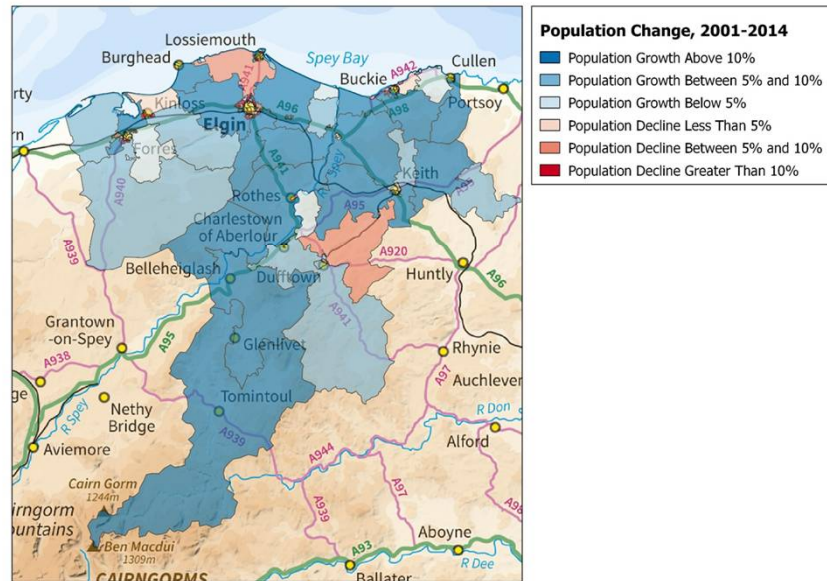 Population Change, 2001-2014
Population Growth Above 10%
Population Growth Between 5% and 10%
Population Growth Below 5%
Population Decline Less Than 5%
Population Decline Between 5% and 10%
Population Decline Greater Than 10%
Lossiemouth
Burghead
Spey Bay
Cullen
Buckie
A942
A941
Portsoy
Kinloss
A96
A98
Elgin
Forres
A941
R Spey
A940
Keith
Rothes
A95
A95
A939
Charlestown
of Aberlour
A920
Belleheiglash
Dufftown
Huntly
A96
A941
Grantown
-on-Spey
A95
Glenlivet
Rhynie
A938
A97
Auchleven
Nethy
Bridge
Tomintoul
R Don
R Spey
A939
Alford
Aviemore
A944
Cairn Gorm
1244m
A97
A939
Aboyne
Ben Macdui
1309m
A93
R Dee
CAIRNGORMS
Ballater